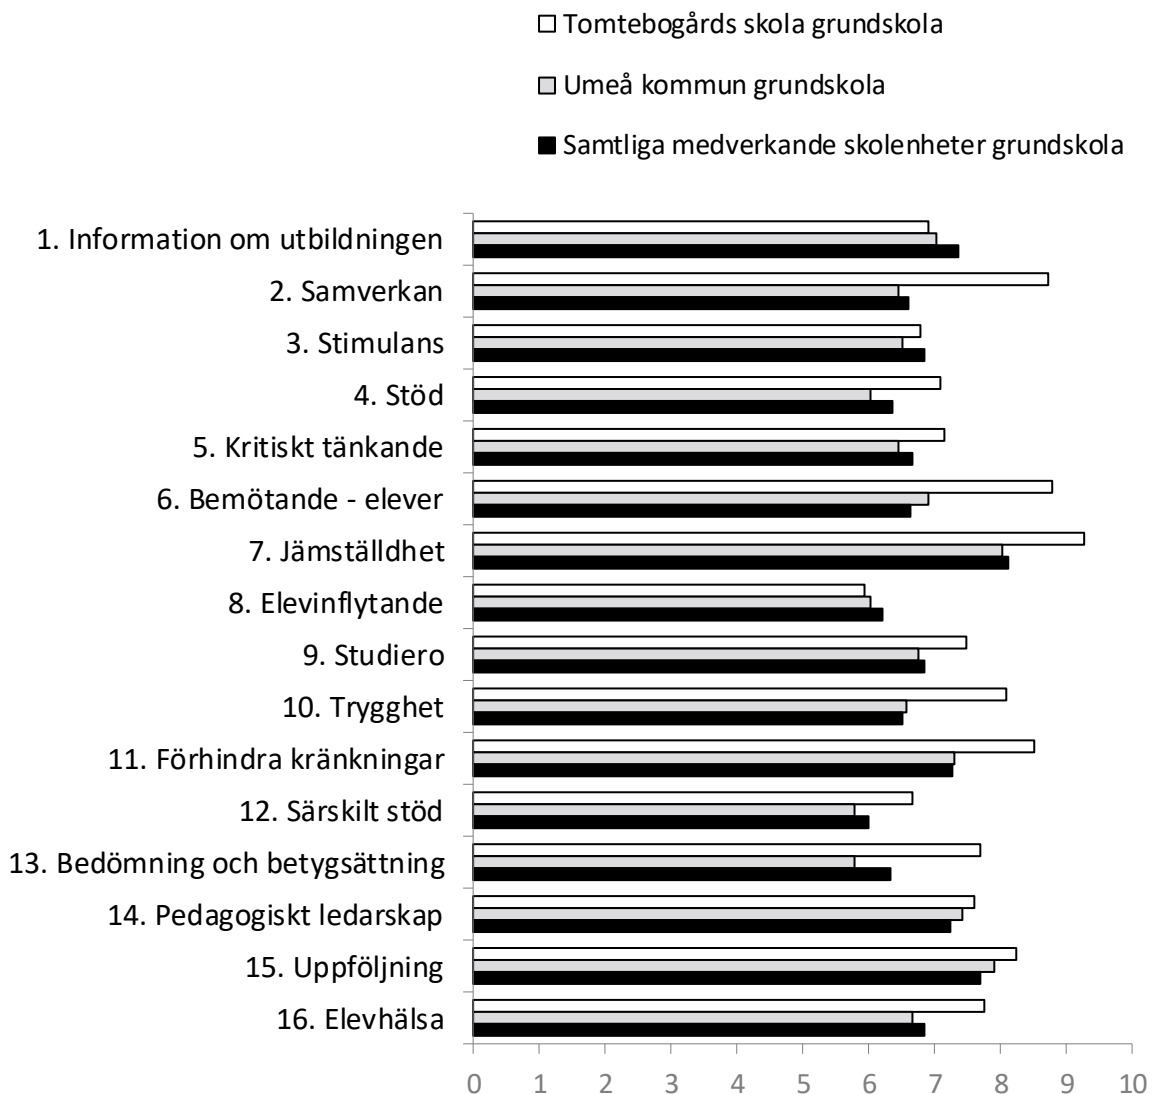 Tomtebogårds skola grundskola
Umeå kommun grundskola
Samtliga medverkande skolenheter grundskola
1. Information om utbildningen
2. Samverkan
3. Stimulans
4. Stöd
5. Kritiskt tänkande
6. Bemötande - elever
7. Jämställdhet
8. Elevinflytande
9. Studiero
10. Trygghet
11. Förhindra kränkningar
12. Särskilt stöd
13. Bedömning och betygsättning
14. Pedagogiskt ledarskap
15. Uppföljning
16. Elevhälsa
0 1 2 3 4 5 6 7 8 9 10